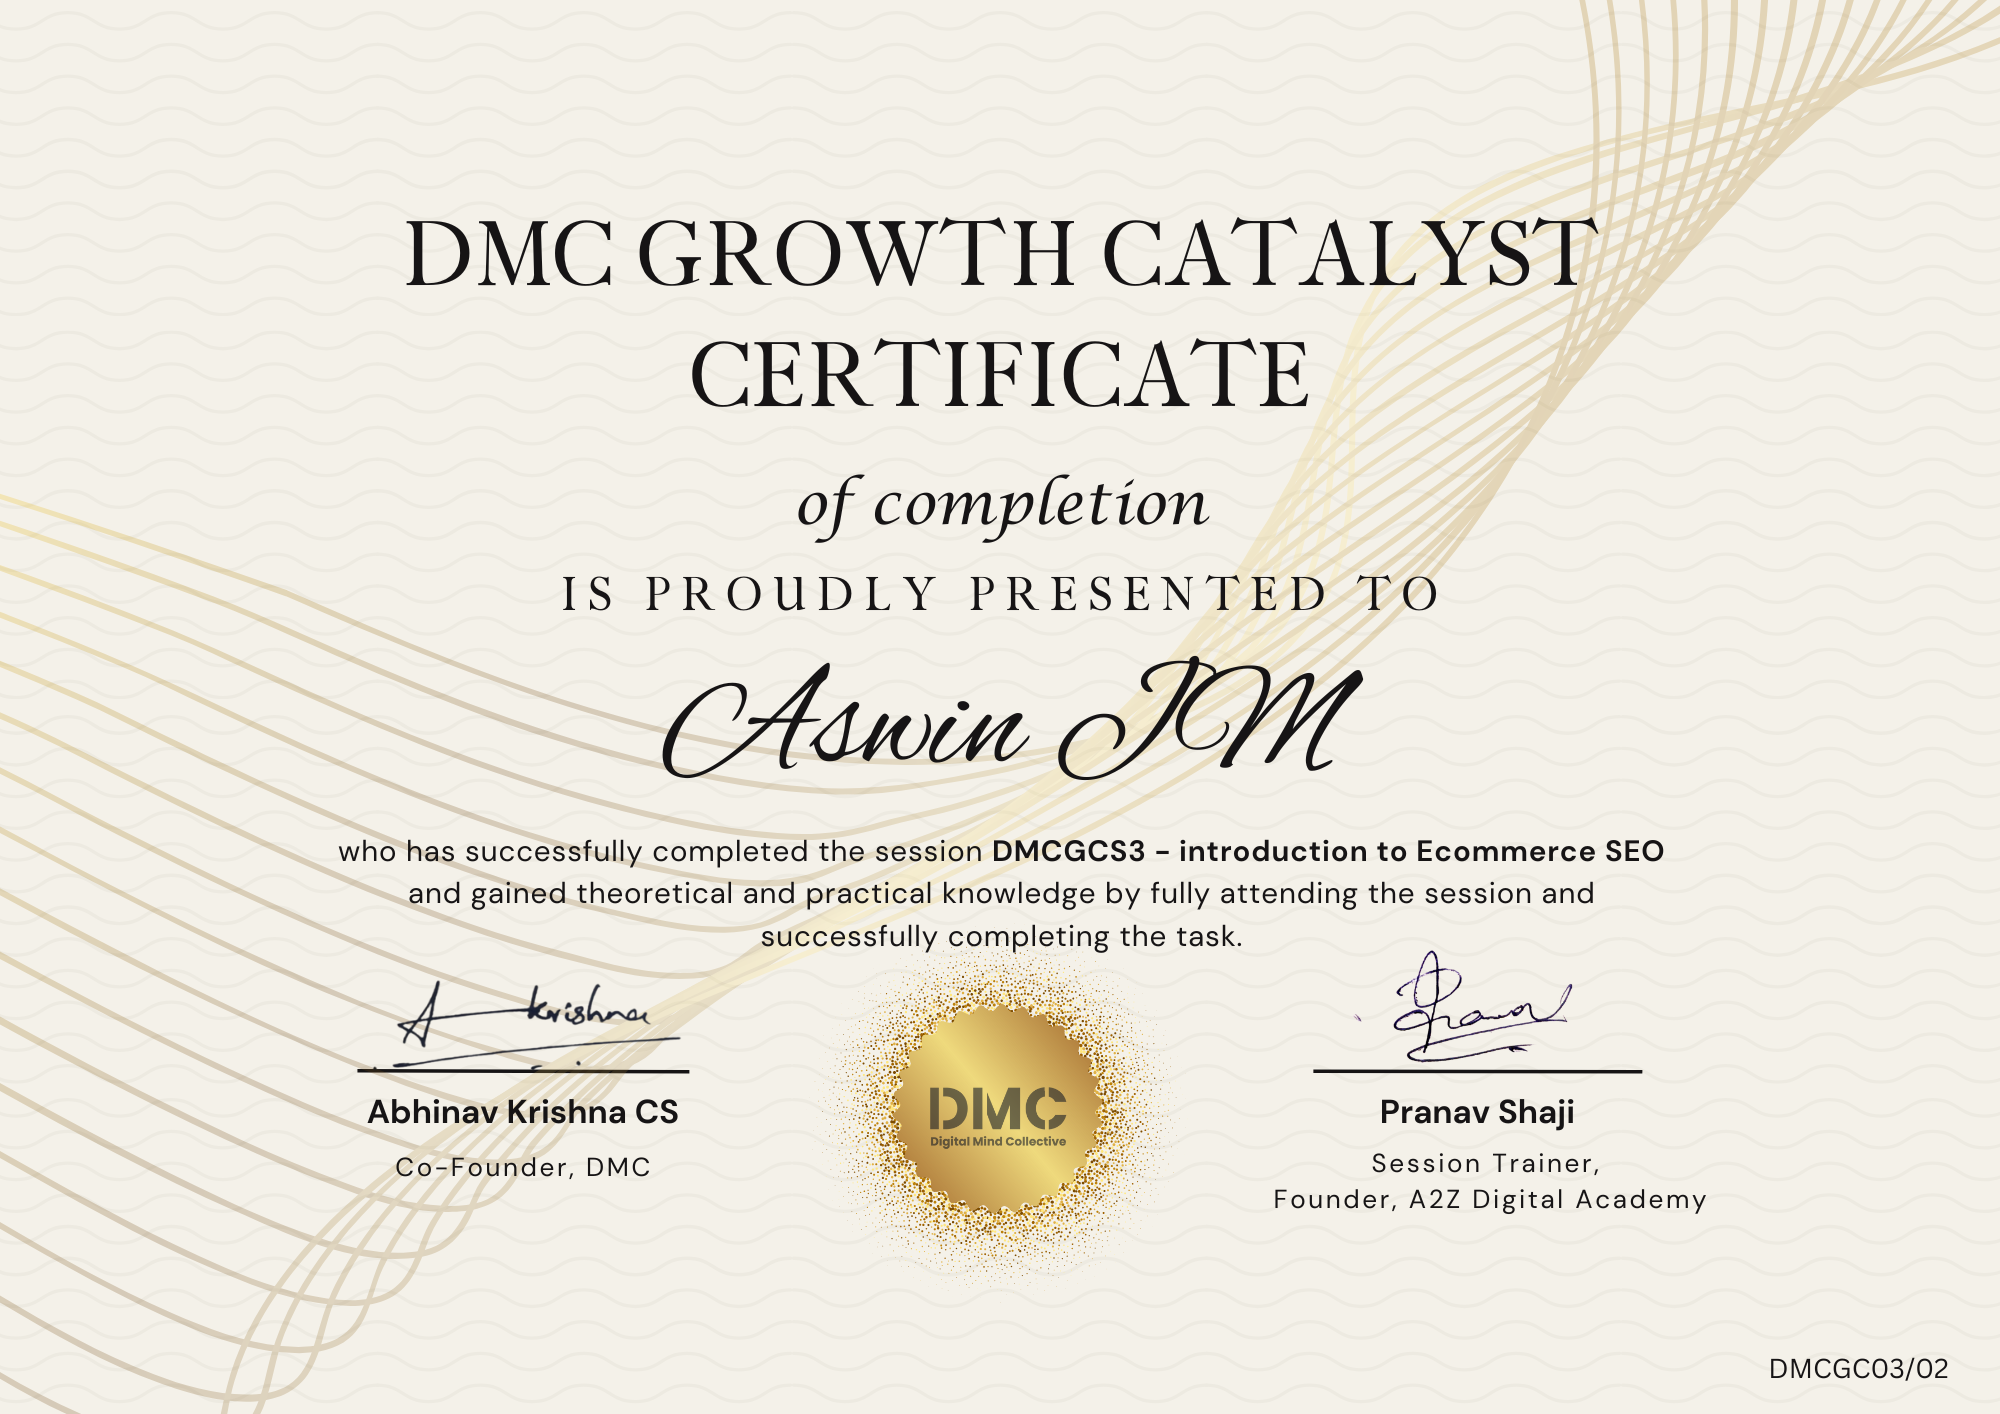 DMC GROWTH CATALYST
CERTIFICATE
of completion
IS PROUDLY PRESENTED TO
Aswin JM
who has successfully completed the session DMCGCS3 - introduction to Ecommerce SEO
and gained theoretical and practical knowledge by fully attending the session and
successfully completing the task.
A krishna
Pranav
Abhinav Krishna CS
Co-Founder, DMC
DMC
Digital Mind Collective
Pranav Shaji
Session Trainer,
Founder, A2Z Digital Academy
DMCGC03/02